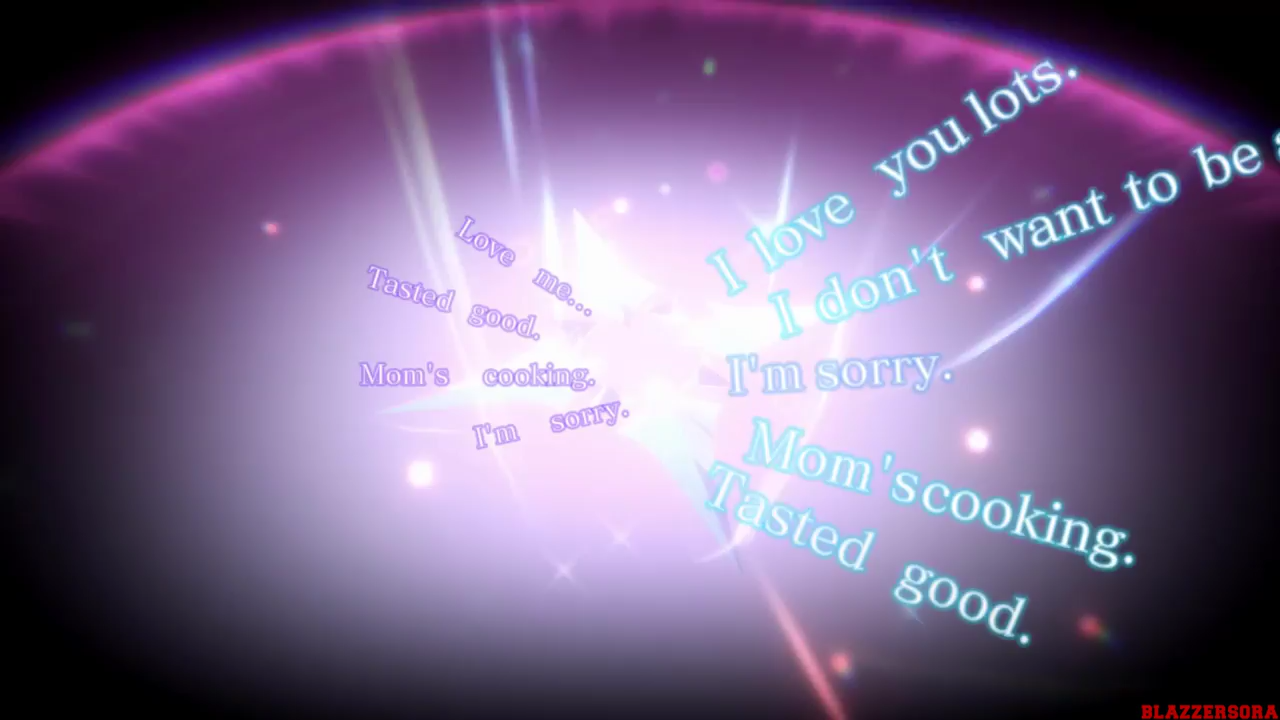 Love me...
Tasted good.
Mom's cooking.
I'm sorry.
I love you lots.
I don't want to be
I'm sorry.
Mom's cooking.
Tasted good.
BLAZZERSORA